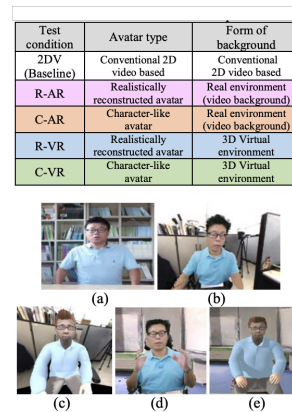 Test condition Avatar type Form of background
2DV (Baseline) Conventional 2D video based Conventional 2D video based
R-AR Realistically reconstructed avatar Real environment (video background)
C-AR Character-like avatar Real environment (video background)
R-VR Realistically reconstructed avatar 3D Virtual environment
C-VR Character-like avatar 3D Virtual environment
(a) (b)
(c) (d) (e)